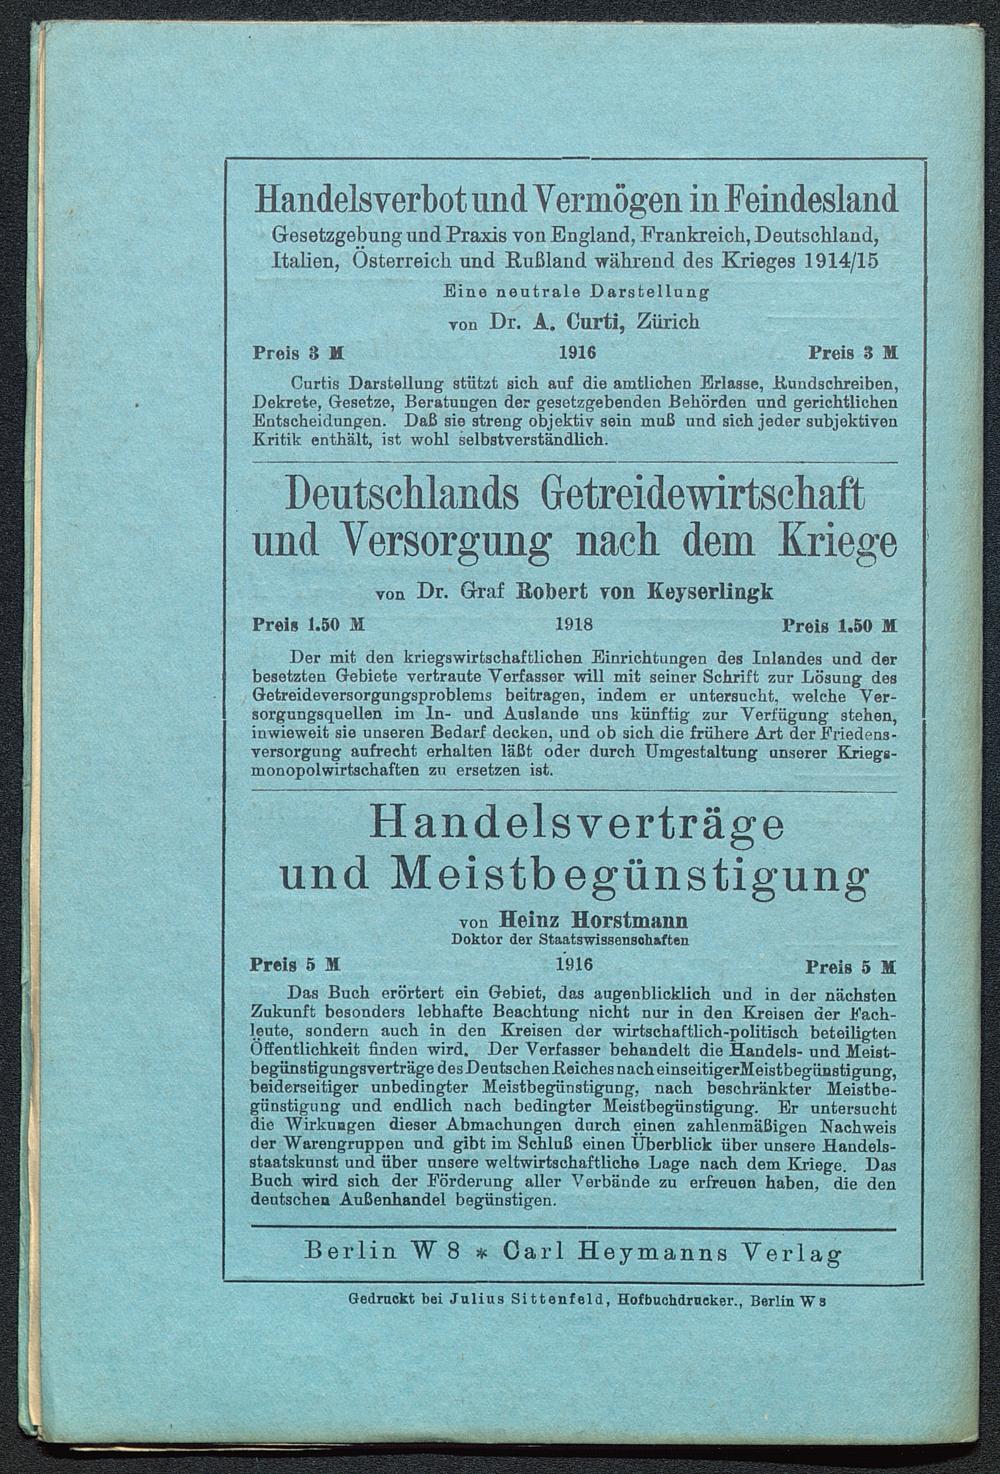 Handelsverbot und Vermögen in Feindesland
Gesetzgebung und Praxis von England, Frankreich, Deutschland,
Italien, Österreich und Rußland während des Krieges 1914/15
Eine neutrale Darstellung
von Dr. A. Curti, Zürich
Preis 3 M 1916 Preis 3 M
Curtis Darstellung stützt sich auf die amtlichen Erlasse, Rundschreiben,
Dekrete, Gesetze, Beratungen der gesetzgebenden Behörden und gerichtlichen
Entscheidungen. Daß sie streng objektiv sein muß und sich jeder subjektiven
Kritik enthält, ist wohl selbstverständlich.
Deutschlands Getreidewirtschaft
und Versorgung nach dem Kriege
von Dr. Graf Robert von Keyserlingk
Preis 1.50 M 1918 Preis 1.50 M
Der mit den kriegswirtschaftlichen Einrichtungen des Inlandes und der
besetzten Gebiete vertraute Verfasser will mit seiner Schrift zur Lösung des
Getreideversorgungsproblems beitragen, indem er untersucht, welche Ver-
sorgungsquellen im In- und Auslande uns künftig zur Verfügung stehen,
inwieweit sie unseren Bedarf decken, und ob sich die frühere Art der Friedens-
versorgung aufrecht erhalten läßt oder durch Umgestaltung unserer Kriegs-
monopolwirtschaften zu ersetzen ist.
Handelsverträge
und Meistbegünstigung
von Heinz Horstmann
Doktor der Staatswissenschaften
Preis 5 M 1916 Preis 5 M
Das Buch erörtert ein Gebiet, das augenblicklich und in der nächsten
Zukunft besonders lebhafte Beachtung nicht nur in den Kreisen der Fach-
leute, sondern auch in den Kreisen der wirtschaftlich-politisch beteiligten
Öffentlichkeit finden wird. Der Verfasser behandelt die Handels- und Meist-
begünstigungsverträge des Deutschen Reiches nach einseitiger Meistbegünstigung,
beiderseitiger unbedingter Meistbegünstigung, nach beschränkter Meistbe-
günstigung und endlich nach bedingter Meistbegünstigung. Er untersucht
die Wirkungen dieser Abmachungen durch einen zahlenmäßigen Nachweis
der Warengruppen und gibt im Schluß einen Überblick über unsere Handels-
staatskunst und über unsere weltwirtschaftliche Lage nach dem Kriege. Das
Buch wird sich der Förderung aller Verbände zu erfreuen haben, die den
deutschen Außenhandel begünstigen.
Berlin W 8 * Carl Heymanns Verlag
Gedruckt bei Julius Sittenfeld, Hofbuchdrucker., Berlin W 8